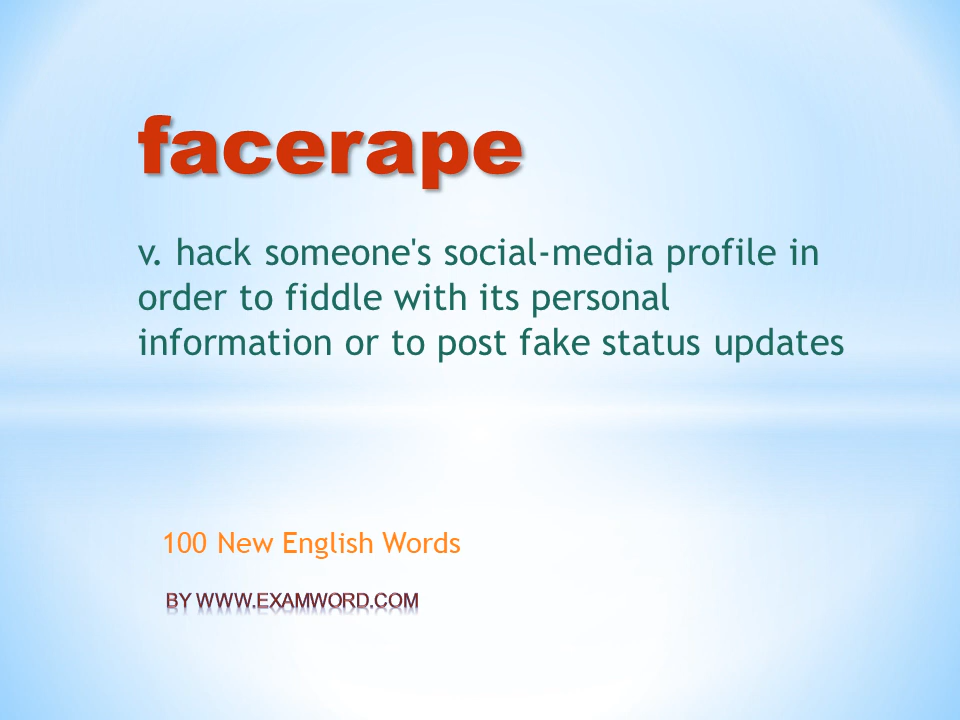 facerape
v. hack someone's social-media profile in
order to fiddle with its personal
information or to post fake status updates
100 New English Words
BY WWW.EXAMWORD.COM